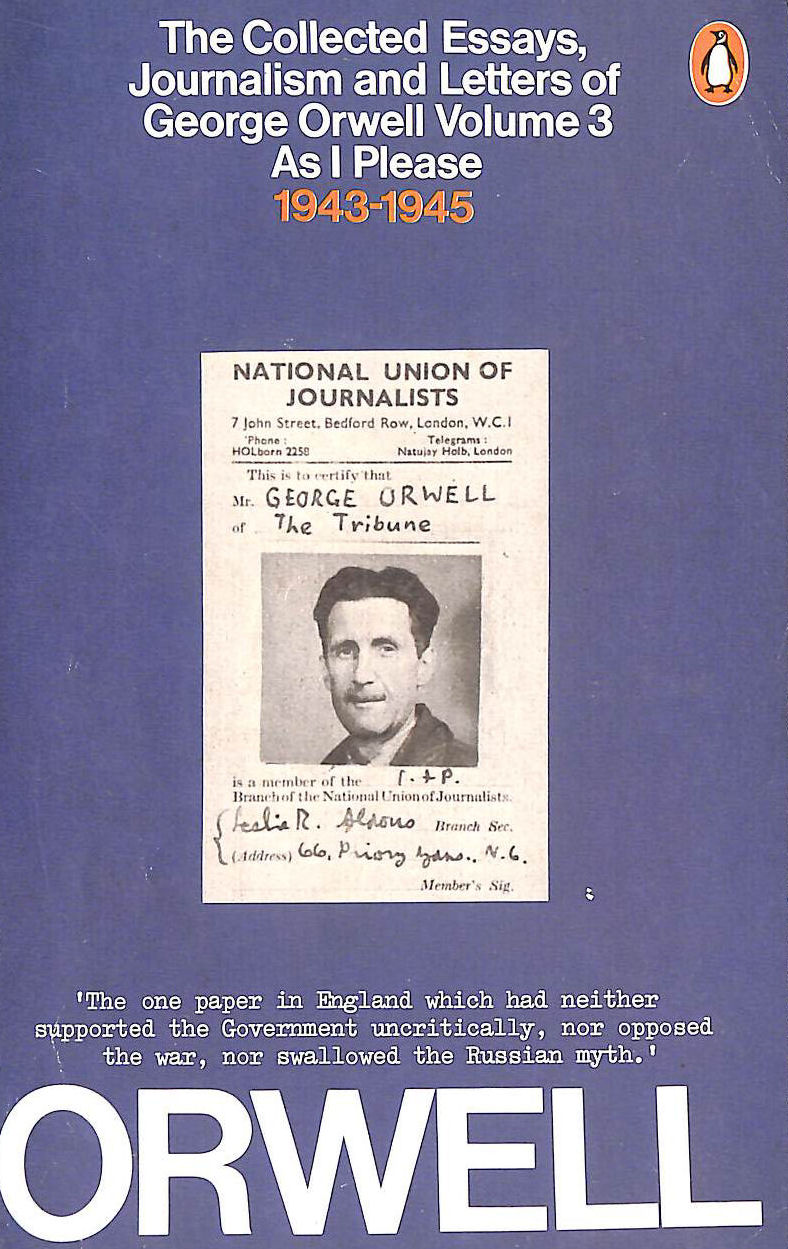 The Collected Essays,
Journalism and Letters of
George Orwell Volume 3
As I Please
1943-1945
NATIONAL UNION OF
JOURNALISTS
7 John Street, Bedford Row, London, W.C.1
'Phone : Telegrams :
HOLborn 2258 Natujay Holb, London
This is to certify that
Mr. GEORGE ORWELL
of The Tribune
is a member of the
Branch of the National Union of Journalists.
Leslie R. Aldous Branch Sec.
(Address) 66, Priory Gdns., N.6.
Member's Sig.
'The one paper in England which had neither
supported the Government uncritically, nor opposed
the war, nor swallowed the Russian myth.'
ORWELL